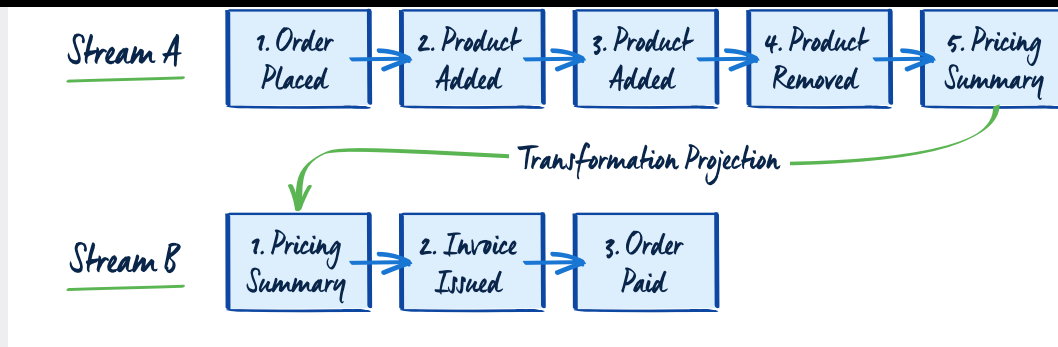 Stream A
1. Order
Placed
2. Product
Added
3. Product
Added
4. Product
Removed
5. Pricing
Summary
Transformation Projection
Stream B
1. Pricing
Summary
2. Invoice
Issued
3. Order
Paid